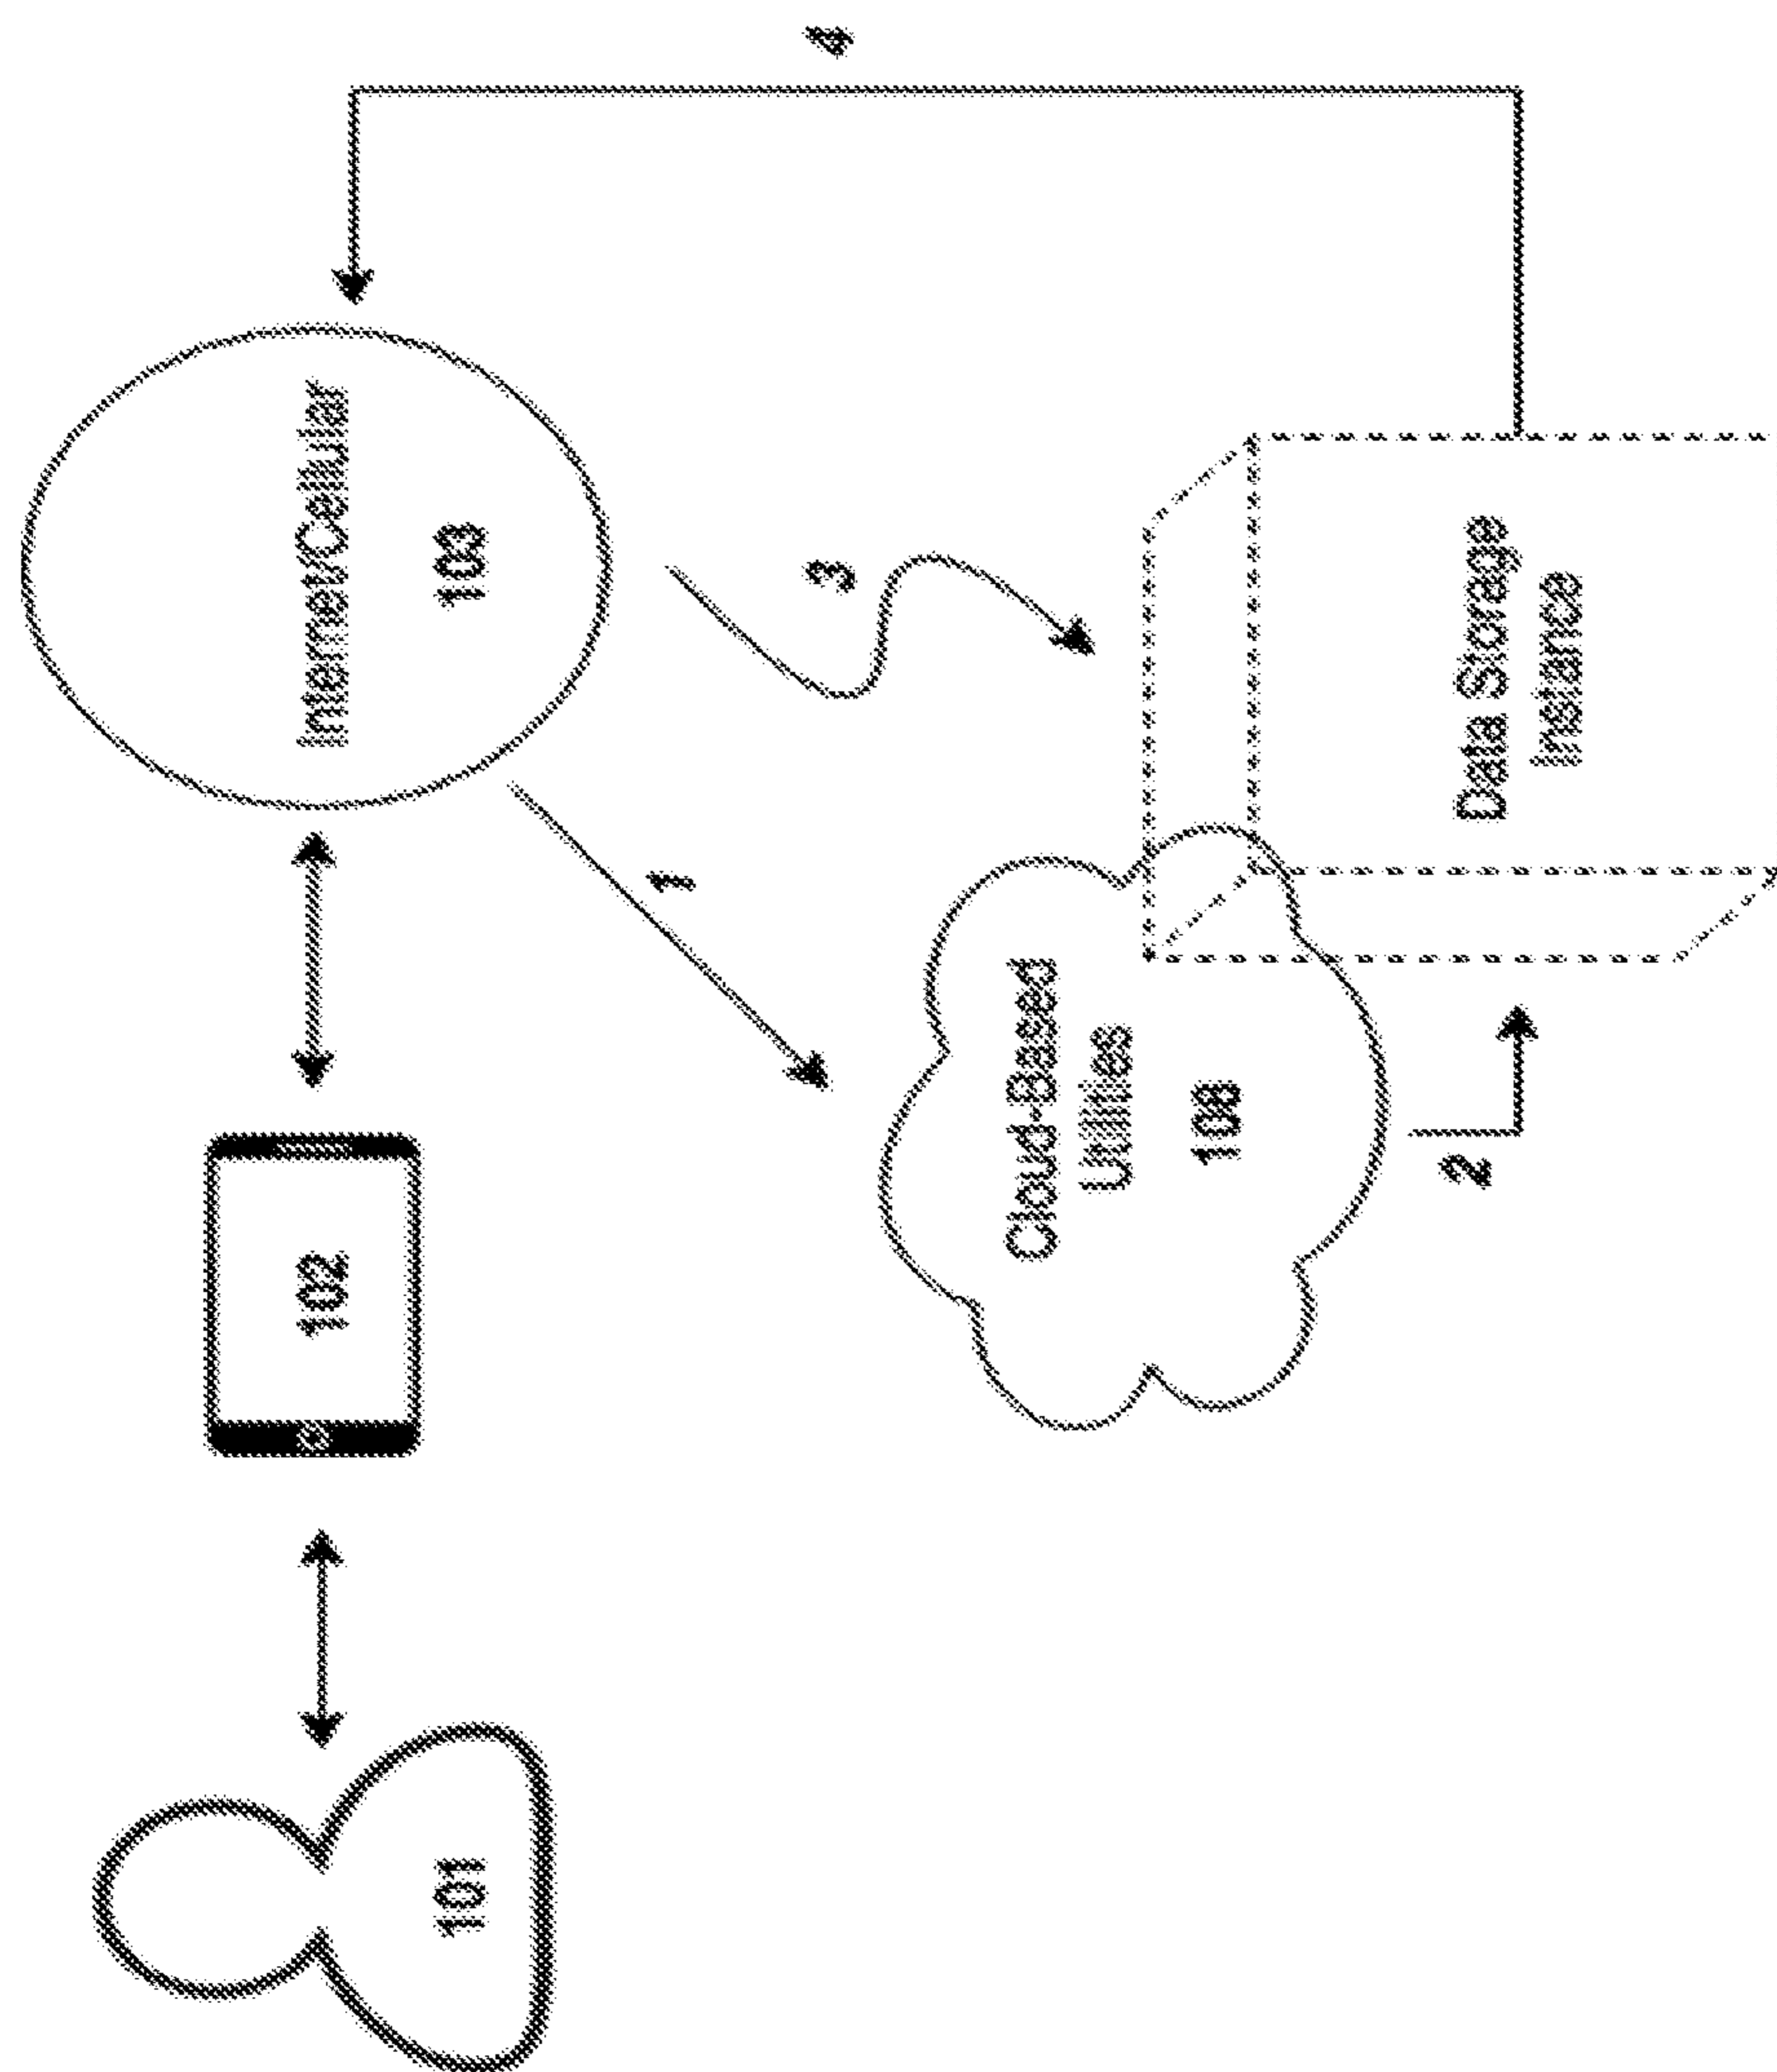 102
Internet/Cellular
103
101
1
3
4
Cloud-Based
Utilities
108
2
Data Storage
Instance